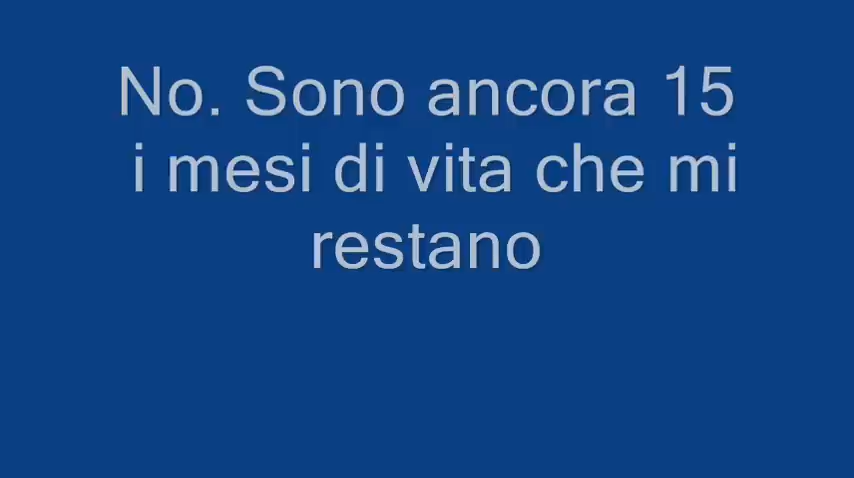 No. Sono ancora 15
i mesi di vita che mi
restano